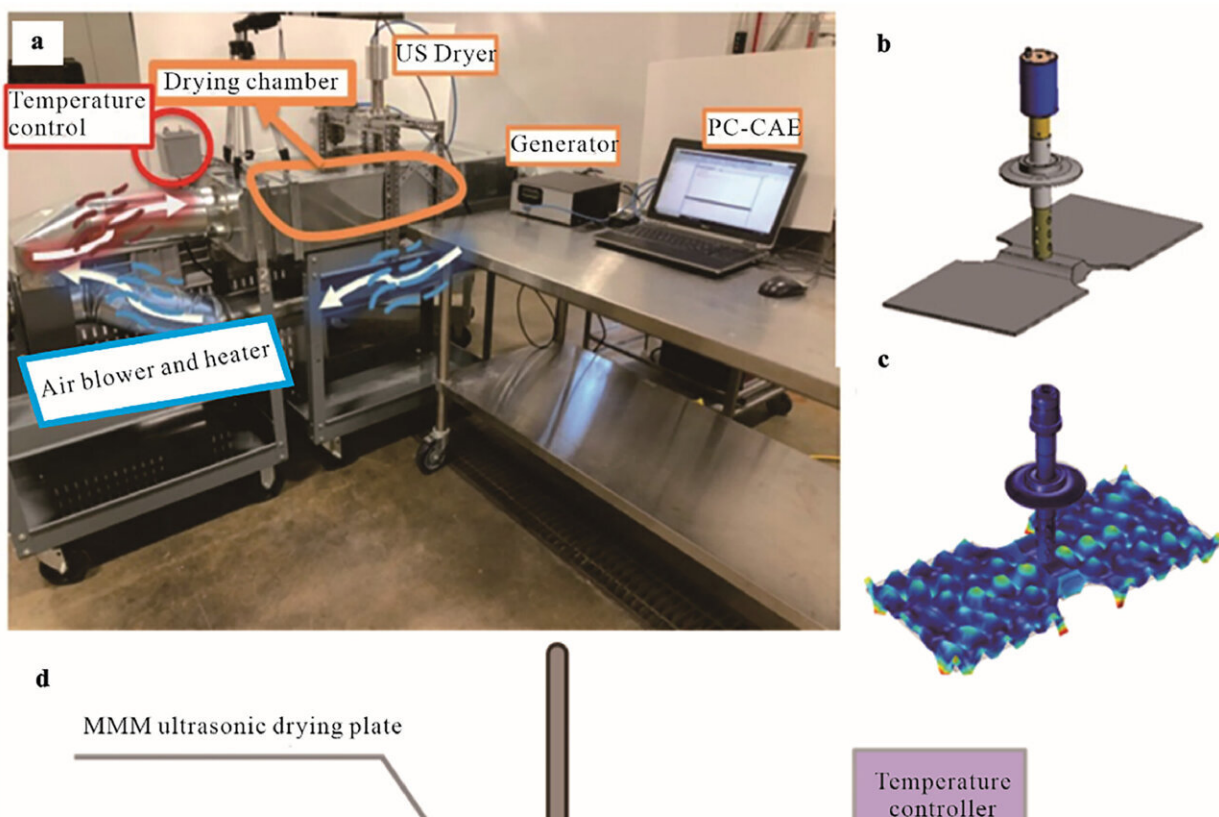 a
US Dryer
Drying chamber
Temperature
control
Generator
PC-CAE
Air blower and heater
b
c
d
MMM ultrasonic drying plate
Temperature
controller